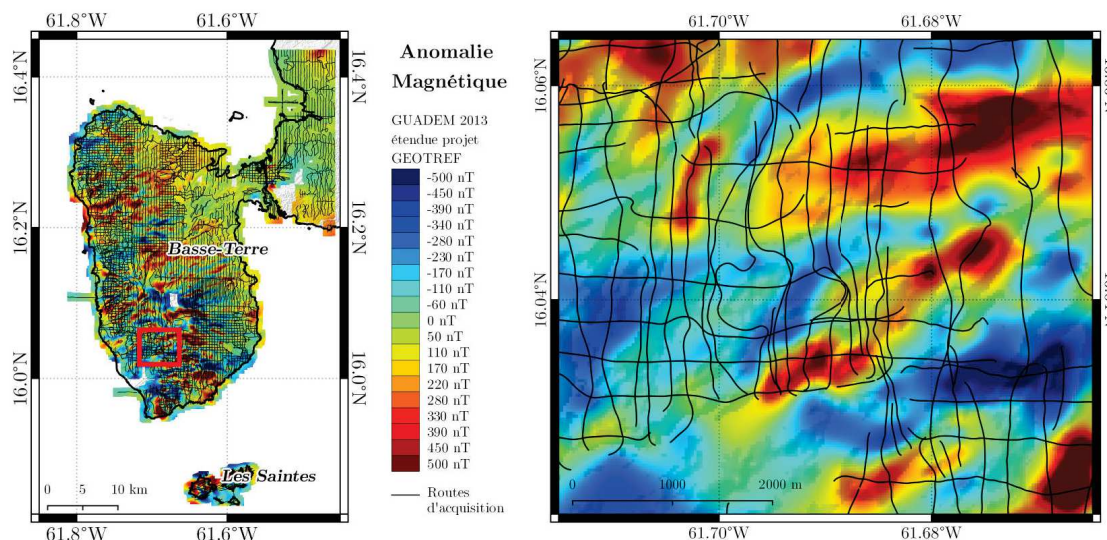 61.8°W
61.6°W
16.4°N
16.4°N
16.2°N
16.2°N
16.0°N
16.0°N
Basse-Terre
Les Saintes
0
5
10 km
61.8°W
61.6°W
Anomalie
Magnétique
GUADEM 2013
étendue projet
GEOTREF
-500 nT
-450 nT
-390 nT
-340 nT
-280 nT
-230 nT
-170 nT
-110 nT
-60 nT
0 nT
50 nT
110 nT
170 nT
220 nT
280 nT
330 nT
390 nT
450 nT
500 nT
Routes
d'acquisition
61.70°W
61.68°W
16.06°N
16.04°N
0
1000
2000 m
61.70°W
61.68°W